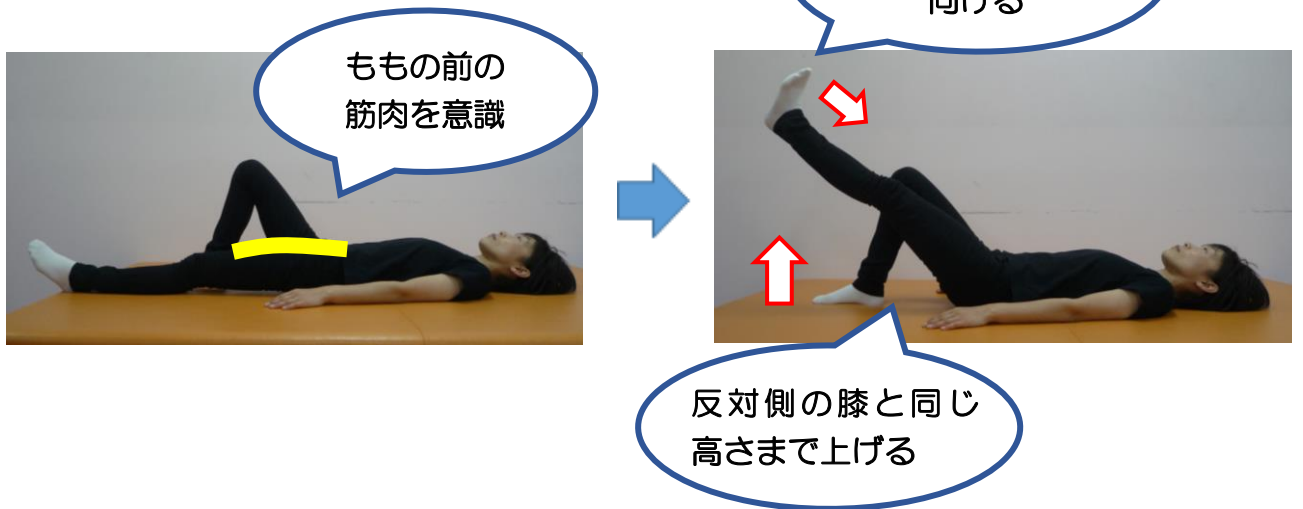 ももの前の
筋肉を意識
向ける
反対側の膝と同じ
高さまで上げる